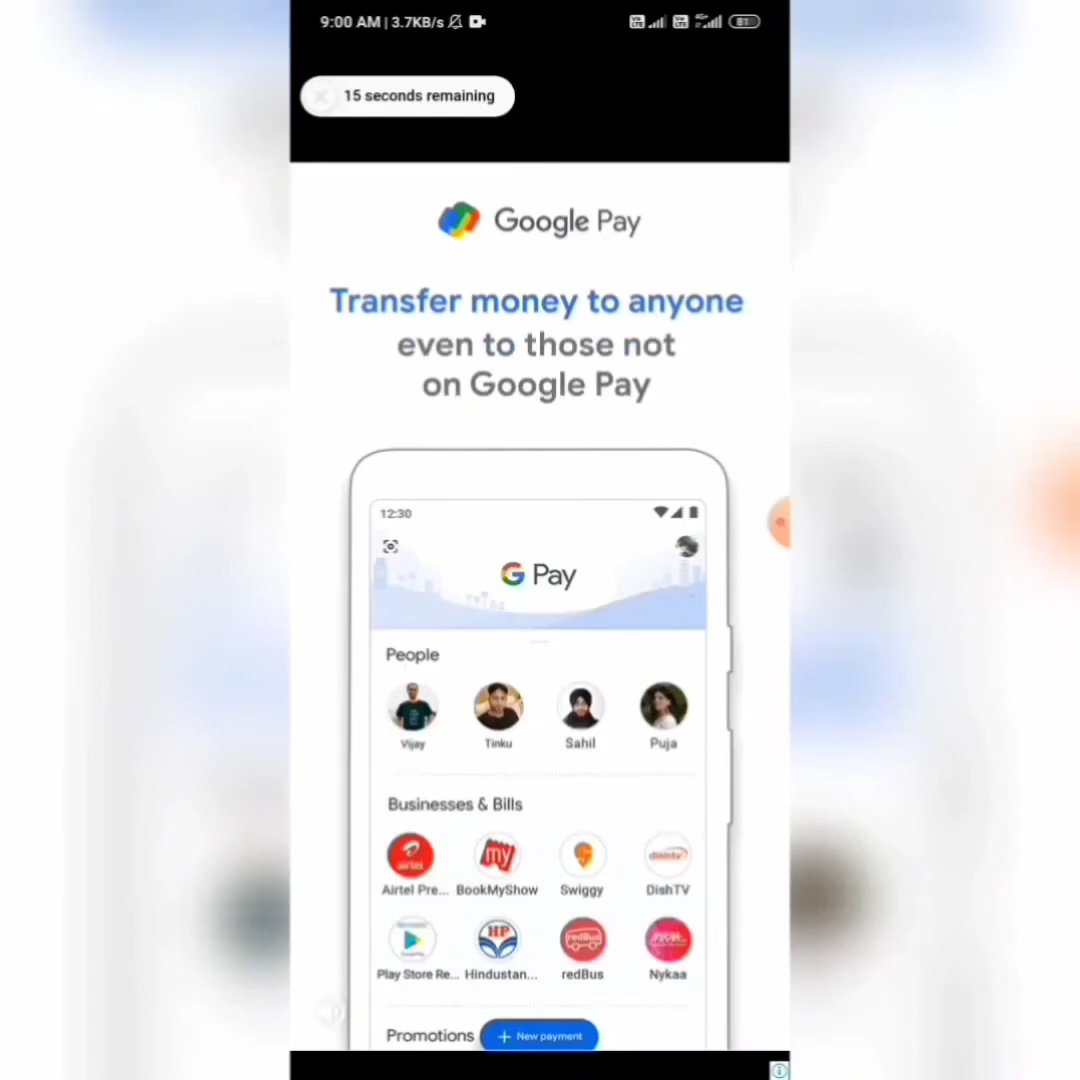 9:00 AM | 3.7KB/s
81
15 seconds remaining
Google Pay
Transfer money to anyone
even to those not
on Google Pay
12:30
G Pay
People
Vijay Tinku Sahil Puja
Businesses & Bills
airtel my
Airtel Pre... BookMyShow Swiggy DishTV
HP redBus
Play Store Re... Hindustan... redBus Nykaa
Promotions + New payment